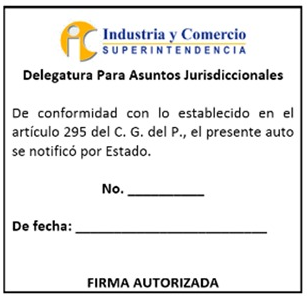 Industria y Comercio
SUPERINTENDENCIA
Delegatura Para Asuntos Jurisdiccionales
De conformidad con lo establecido en el
artículo 295 del C. G. del P., el presente auto
se notificó por Estado.
No. __________
De fecha: _________________________
FIRMA AUTORIZADA